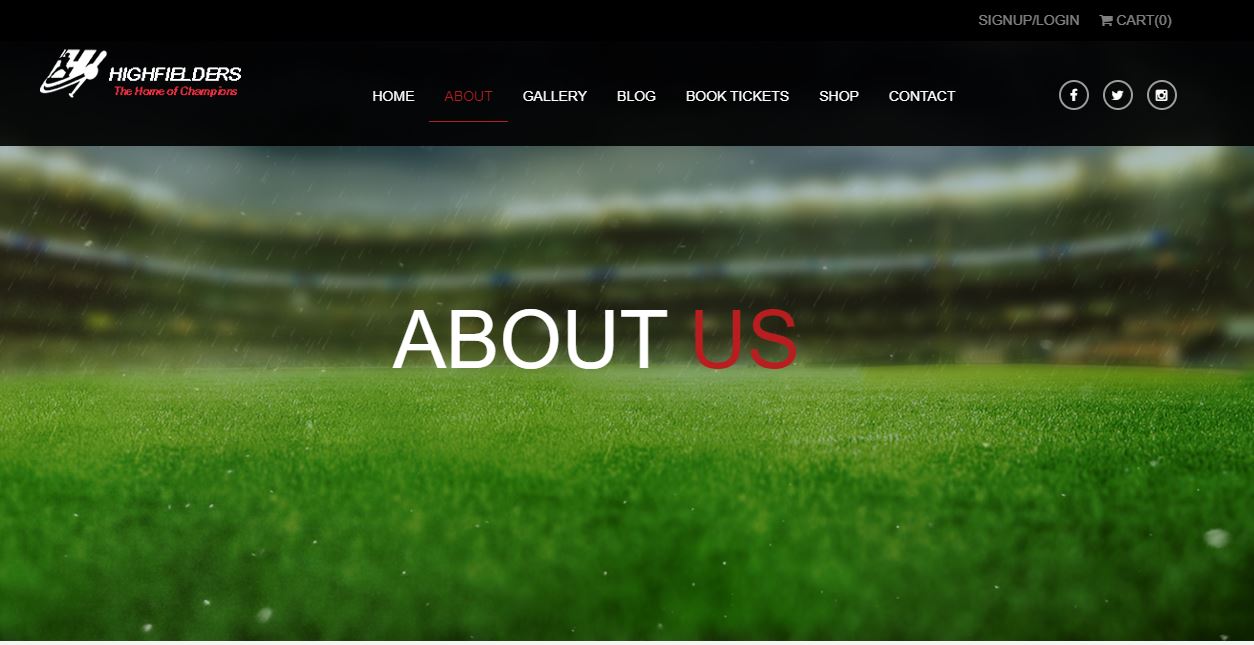 SIGNUP/LOGIN CART(0)
HIGHFIELDERS
The Home of Champions
HOME ABOUT GALLERY BLOG BOOK TICKETS SHOP CONTACT
ABOUT US